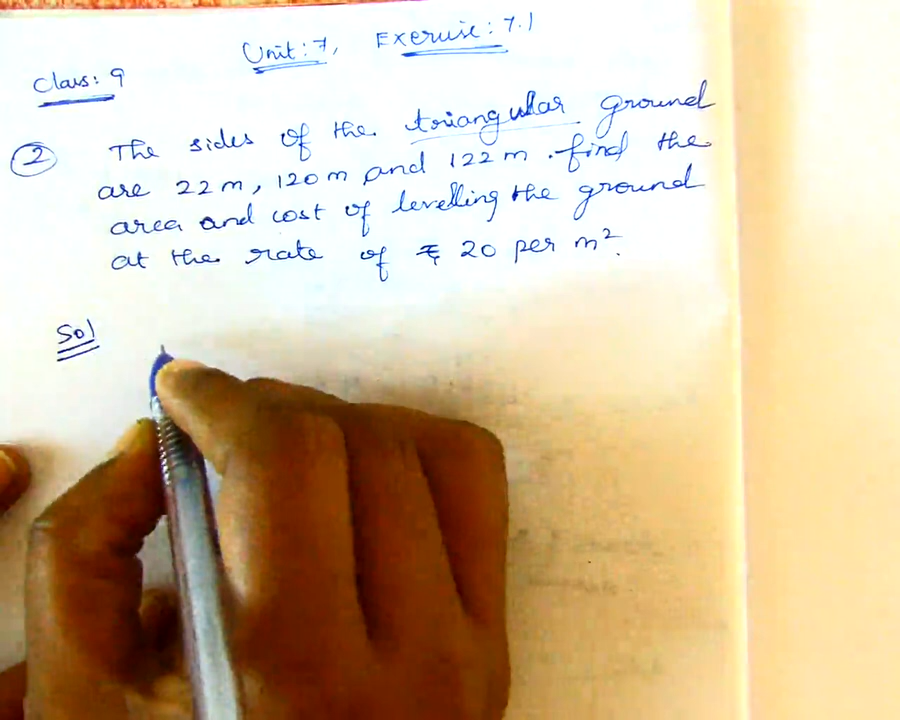 Class: 9
Unit: 7, Exercise: 7.1
2 The sides of the triangular ground
are 22 m, 120 m and 122 m. find the
area and cost of levelling the ground
at the rate of ₹ 20 per m².
Sol